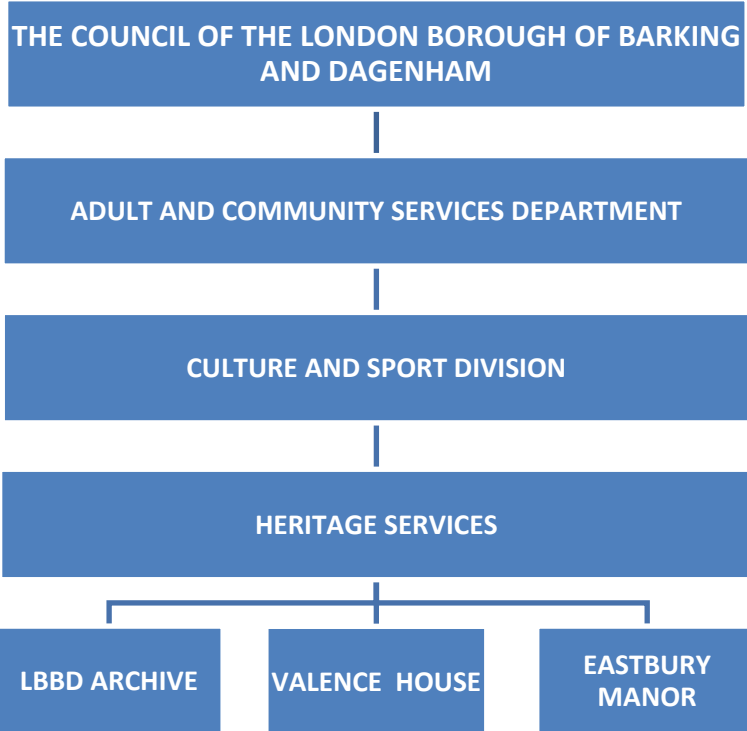 THE COUNCIL OF THE LONDON BOROUGH OF BARKING
AND DAGENHAM
ADULT AND COMMUNITY SERVICES DEPARTMENT
CULTURE AND SPORT DIVISION
HERITAGE SERVICES
LBBD ARCHIVE
VALENCE HOUSE
EASTBURY
MANOR